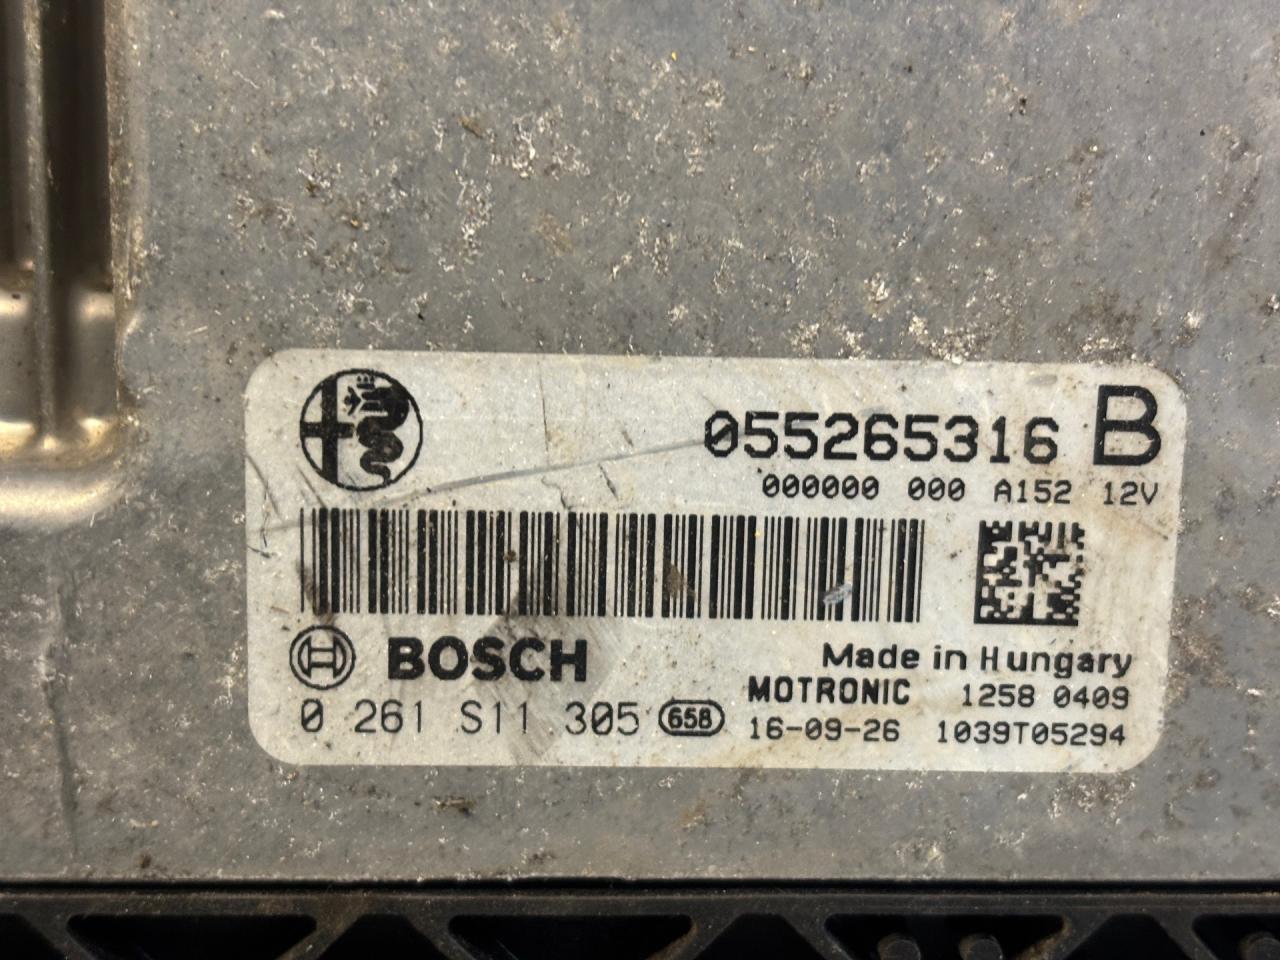 055265316 B
000000 000 A152 12V
BOSCH
Made in Hungary
MOTRONIC 1258 0409
0 261 S11 305 658
16-09-26 1039T05294